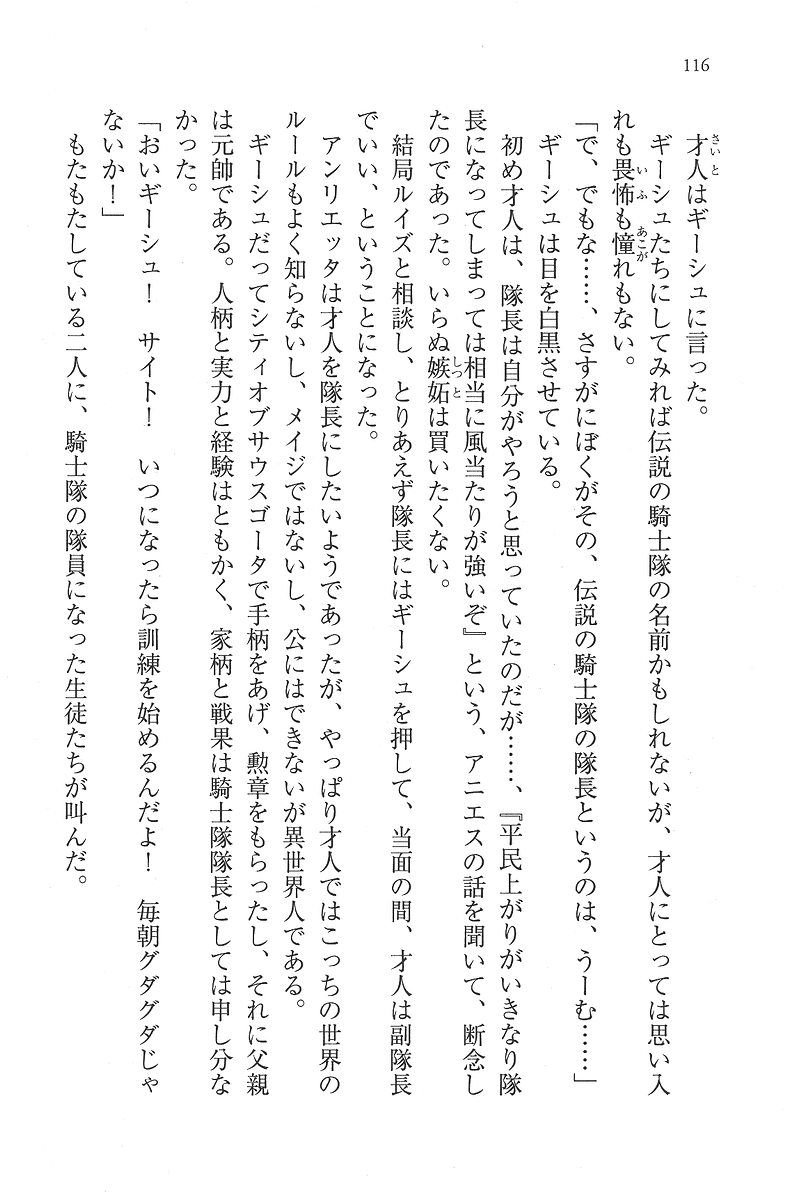 116
才人はギーシュに言った。
ギーシュたちにしてみれば伝説の騎士隊の名前かもしれないが、才人にとっては思い入
れも畏怖も憧れもない。
「で、でもな……、さすがにぼくがその、伝説の騎士隊の隊長というのは、うーむ……」
ギーシュは目を白黒させている。
初め才人は、隊長は自分がやろうと思っていたのだが……、『平民上がりがいきなり隊
長になってしまっては相当に風当たりが強いぞ』という、アニエスの話を聞いて、断念し
たのであった。いらぬ嫉妬は買いたくない。
結局ルイズと相談し、とりあえず隊長にはギーシュを押して、当面の間、才人は副隊長
でいい、ということになった。
アンリエッタは才人を隊長にしたいようであったが、やっぱり才人ではこっちの世界の
ルールもよく知らないし、メイジではないし、公にはできないが異世界人である。
ギーシュだってシティオブサウスゴータで手柄をあげ、勲章をもらったし、それに父親
は元帥である。人柄と実力と経験はともかく、家柄と戦果は騎士隊隊長としては申し分な
かった。
「おいギーシュ！　サイト！　いつになったら訓練を始めるんだよ！　毎朝グダグダじゃ
ないか！」
もたもたしている二人に、騎士隊の隊員になった生徒たちが叫んだ。